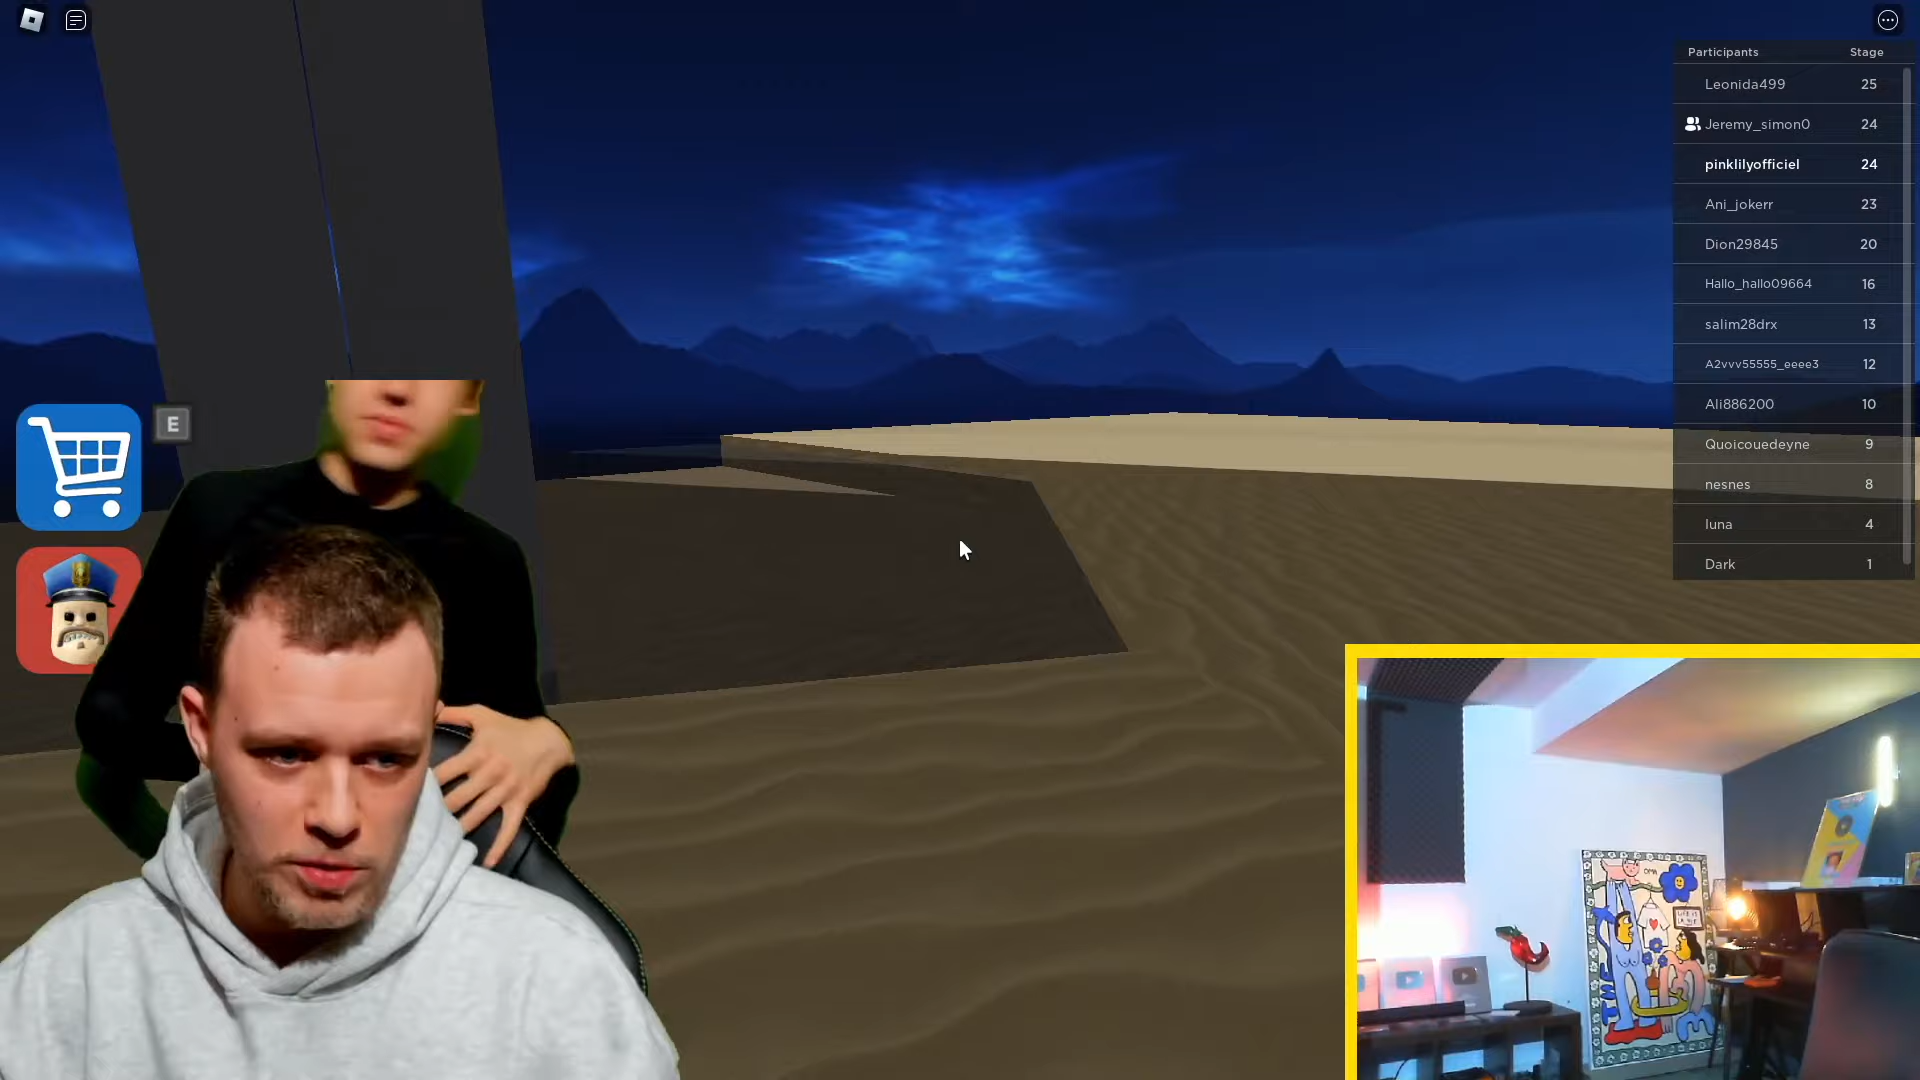 Participants Stage
Leonida499 25
Jeremy_simon0 24
pinklilyofficiel 24
Ani_jokerr 23
Dion29845 20
Hallo_hallo09664 16
salim28drx 13
A2vvv55555_eeee3 12
Ali886200 10
Quoicouedeyne 9
nesnes 8
luna 4
Dark 1
E